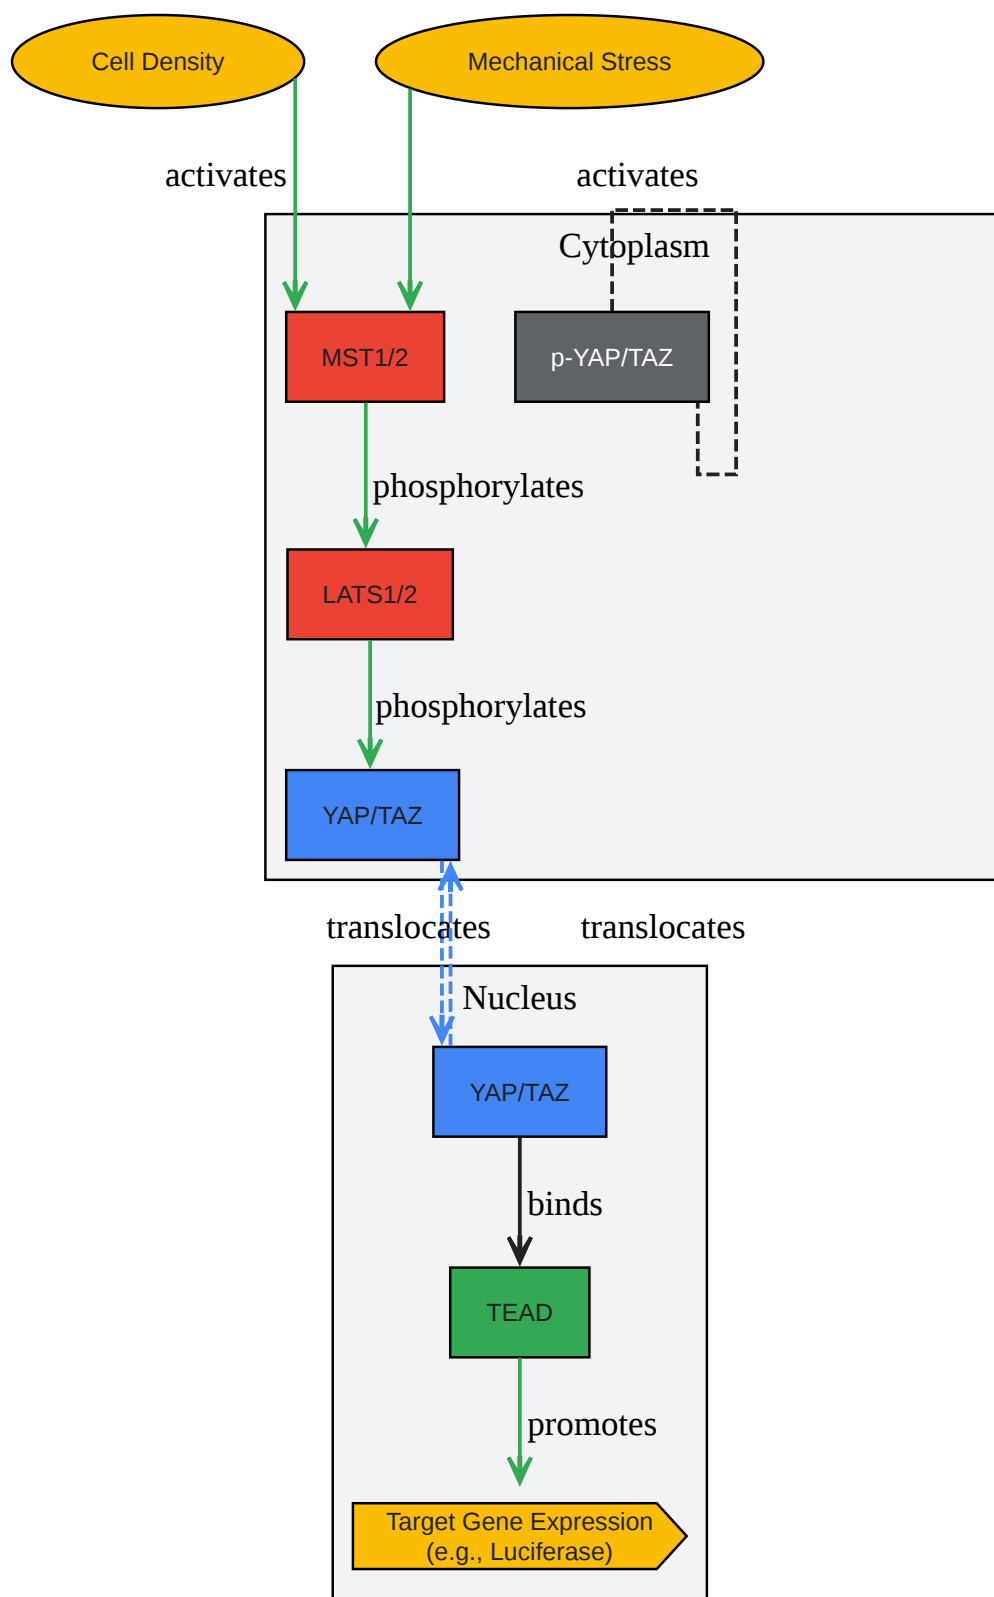 Cell Density
Mechanical Stress
activates
activates
Cytoplasm
MST1/2
p-YAP/TAZ
phosphorylates
LATS1/2
phosphorylates
YAP/TAZ
translocates
translocates
Nucleus
YAP/TAZ
binds
TEAD
promotes
Target Gene Expression
(e.g., Luciferase)